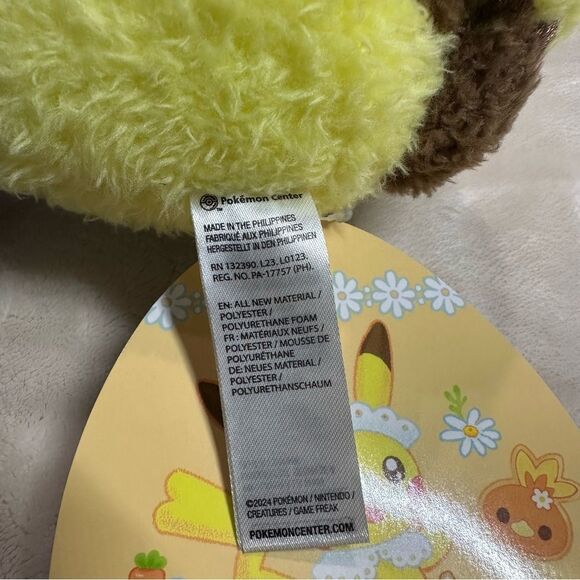 Pokémon Center
MADE IN THE PHILIPPINES
FABRIQUÉ AUX PHILIPPINES
HERGESTELLT IN DEN PHILIPPINEN
RN 132390. L23. L0123.
REG. NO. PA-17757 (PH).
EN: ALL NEW MATERIAL /
POLYESTER /
POLYURETHANE FOAM
FR : MATÉRIAUX NEUFS /
POLYESTER / MOUSSE DE
POLYURÉTHANE
DE: NEUES MATERIAL /
POLYESTER /
POLYURETHANSCHAUM
©2024 POKÉMON / NINTENDO /
CREATURES / GAME FREAK
POKEMONCENTER.COM